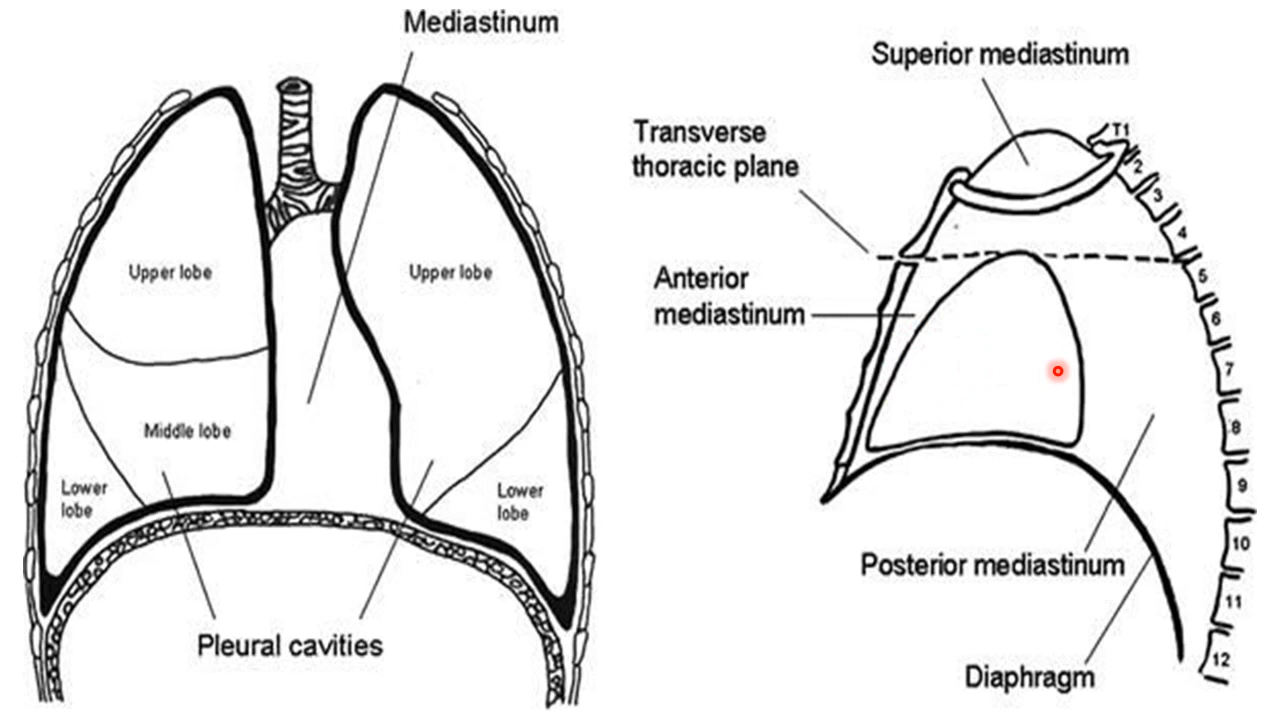 Mediastinum
Upper lobe
Upper lobe
Middle lobe
Lower
lobe
Lower
lobe
Pleural cavities
Superior mediastinum
Transverse
thoracic plane
Anterior
mediastinum
Posterior mediastinum
Diaphragm
T1
2
3
4
5
6
7
8
9
10
11
12